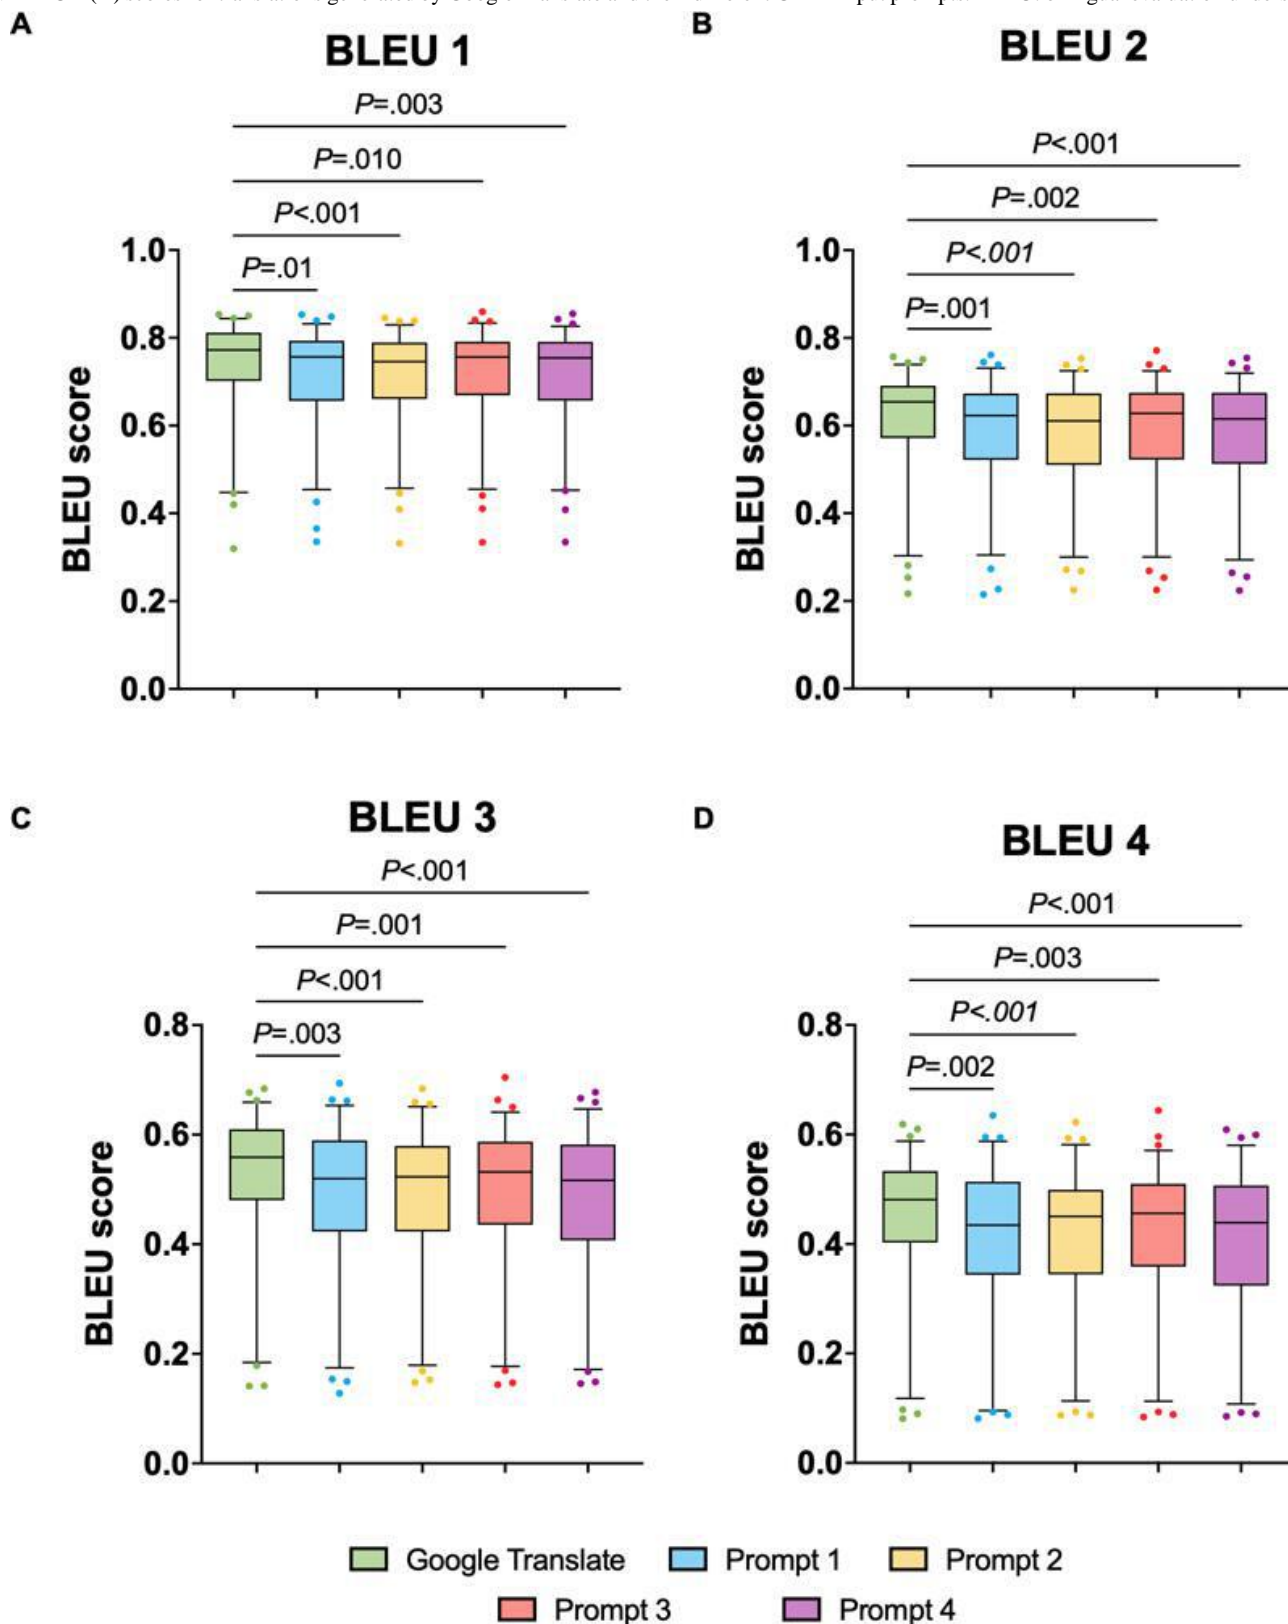 A
BLEU 1
P=.003
P=.010
P<.001
P=.01
1.0
0.8
0.6
0.4
0.2
0.0
BLEU score
B
BLEU 2
P<.001
P=.002
P<.001
P=.001
1.0
0.8
0.6
0.4
0.2
0.0
BLEU score
C
BLEU 3
P<.001
P=.001
P<.001
P=.003
0.8
0.6
0.4
0.2
0.0
BLEU score
D
BLEU 4
P<.001
P=.003
P<.001
P=.002
0.8
0.6
0.4
0.2
0.0
BLEU score
Google Translate Prompt 1 Prompt 2
Prompt 3 Prompt 4